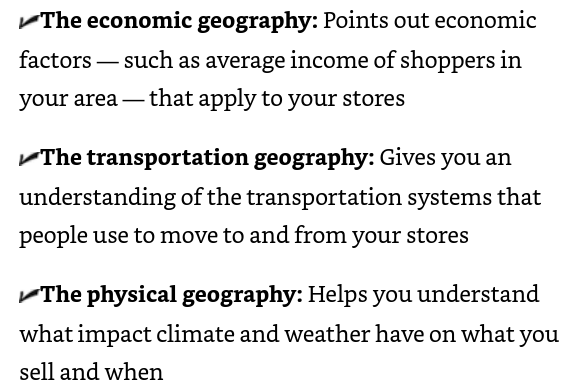 ✔The economic geography: Points out economic
factors — such as average income of shoppers in
your area — that apply to your stores
✔The transportation geography: Gives you an
understanding of the transportation systems that
people use to move to and from your stores
✔The physical geography: Helps you understand
what impact climate and weather have on what you
sell and when